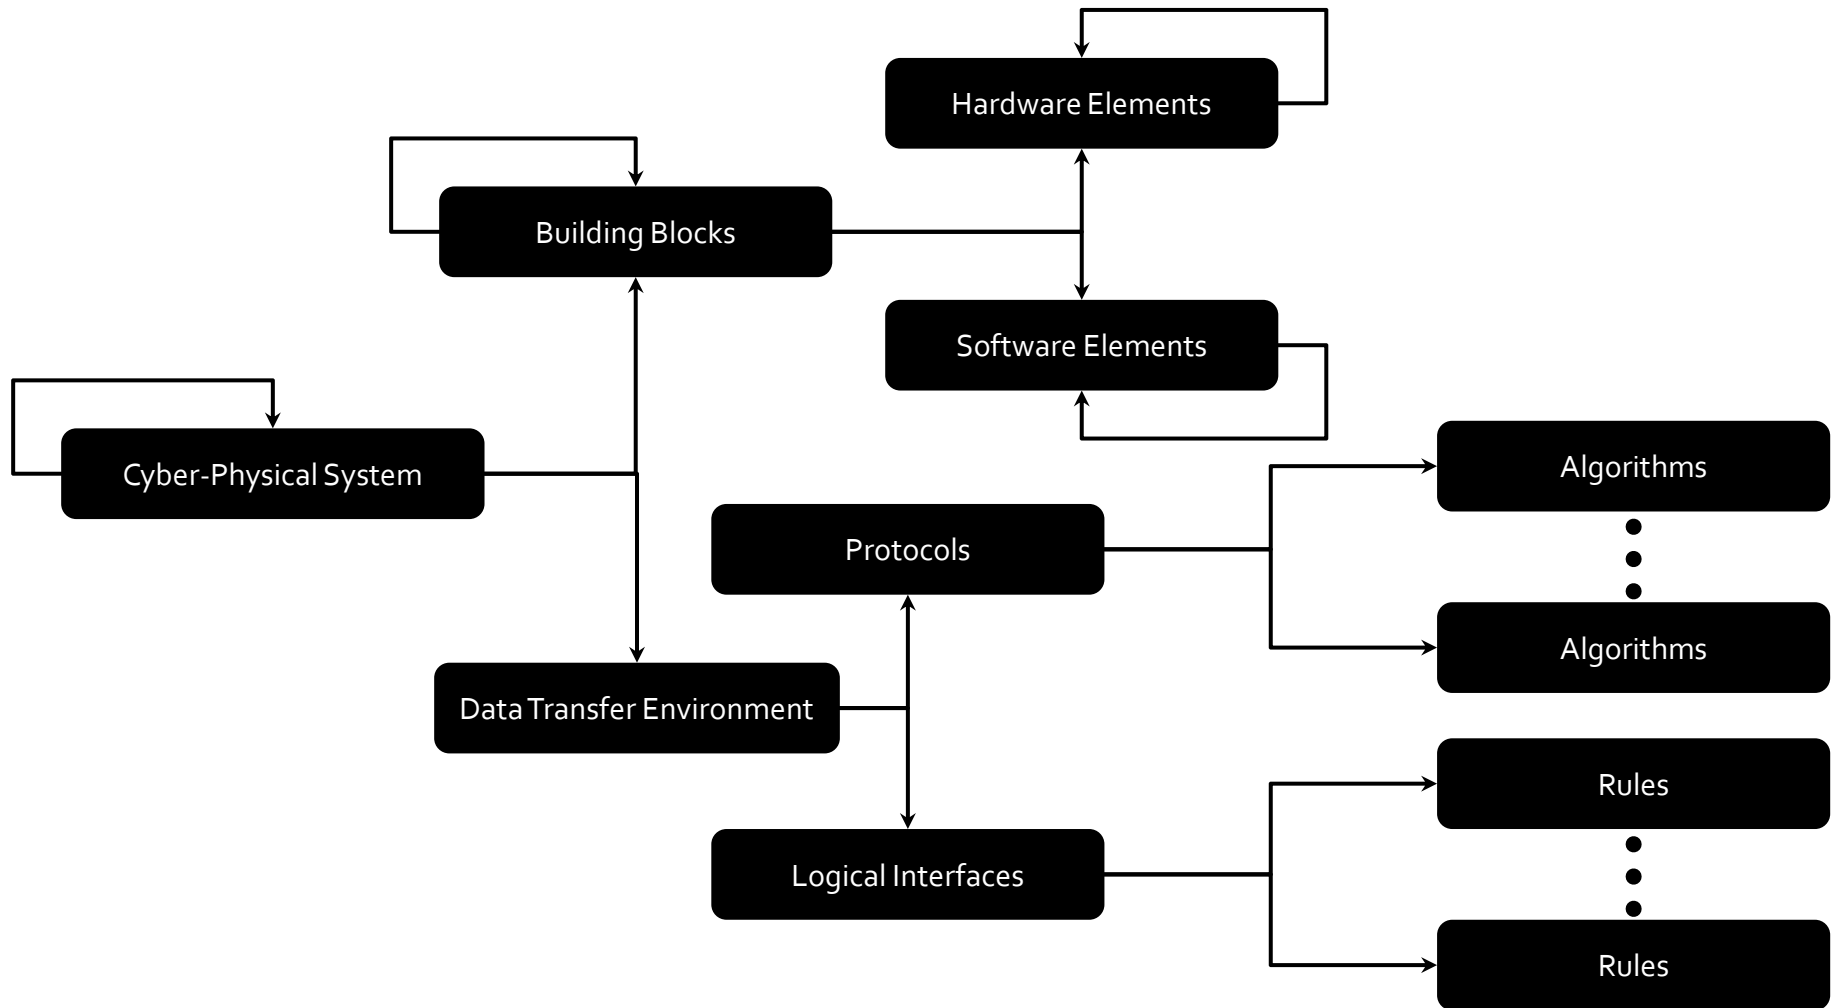 Hardware Elements
Building Blocks
Software Elements
Cyber-Physical System
Algorithms
Protocols
Algorithms
Data Transfer Environment
Rules
Logical Interfaces
Rules